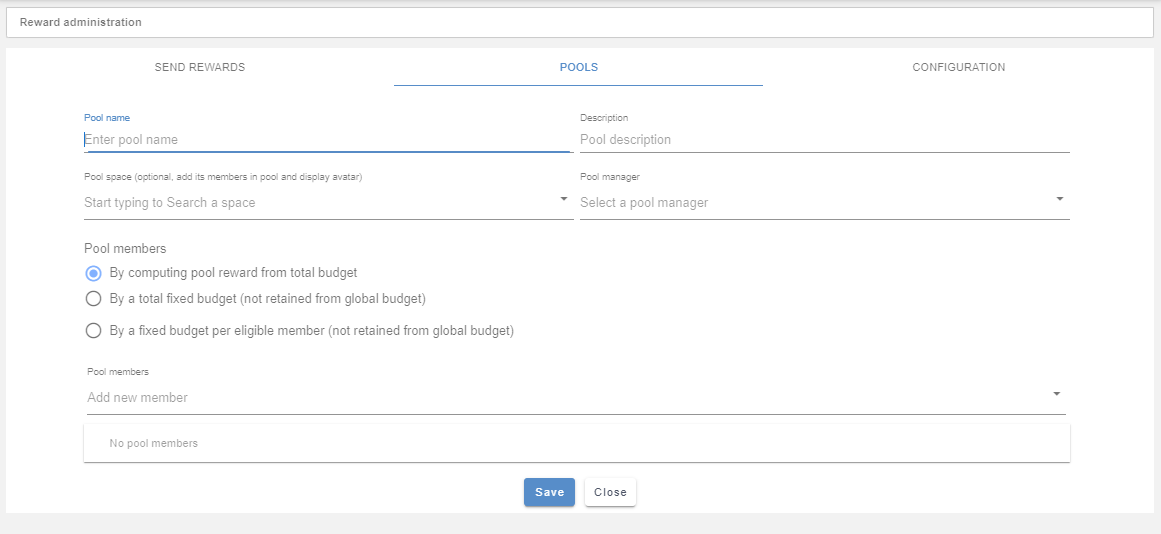 Reward administration
SEND REWARDS
POOLS
CONFIGURATION
Pool name
Description
Enter pool name
Pool description
Pool space (optional, add its members in pool and display avatar)
Pool manager
Start typing to Search a space
Select a pool manager
Pool members
By computing pool reward from total budget
By a total fixed budget (not retained from global budget)
By a fixed budget per eligible member (not retained from global budget)
Pool members
Add new member
No pool members
Save
Close